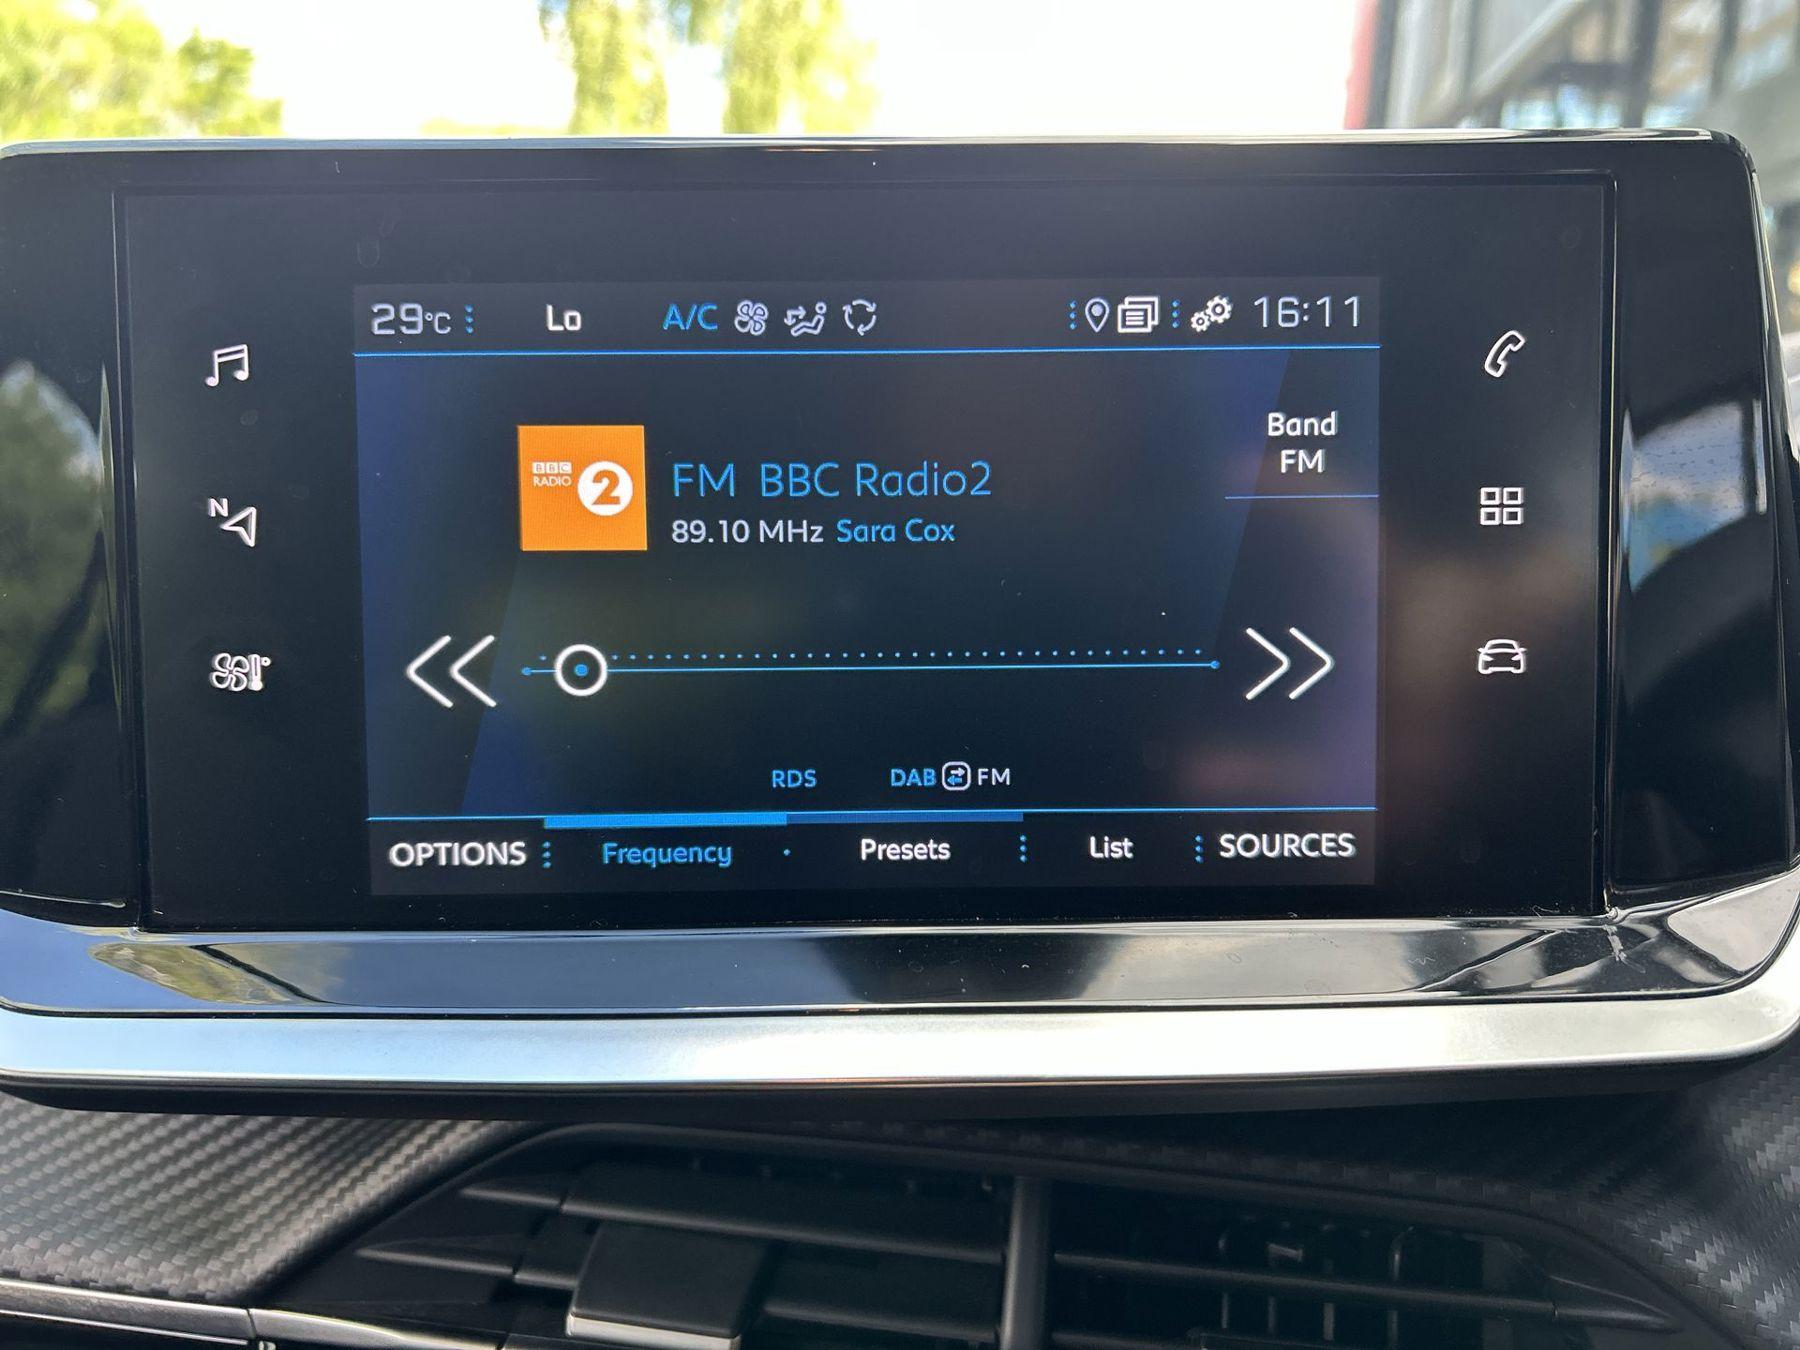 29°C Lo A/C 16:11
Band
FM
BBC
RADIO 2
FM BBC Radio2
89.10 MHz Sara Cox
N
RDS DAB FM
OPTIONS Frequency Presets List SOURCES